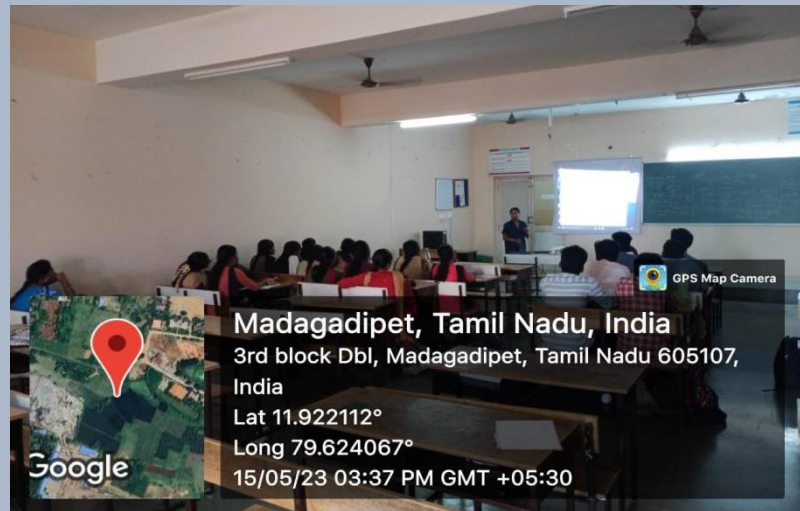 GPS Map Camera
Madagadipet, Tamil Nadu, India
3rd block Dbl, Madagadipet, Tamil Nadu 605107,
India
Lat 11.922112°
Long 79.624067°
15/05/23 03:37 PM GMT +05:30
Google